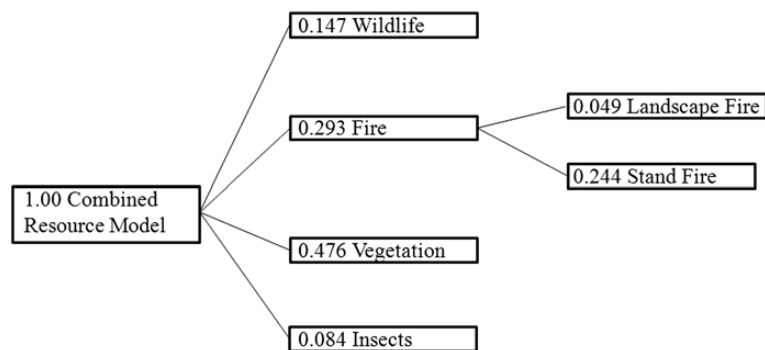 0.147 Wildlife
0.293 Fire
0.049 Landscape Fire
0.244 Stand Fire
1.00 Combined
Resource Model
0.476 Vegetation
0.084 Insects